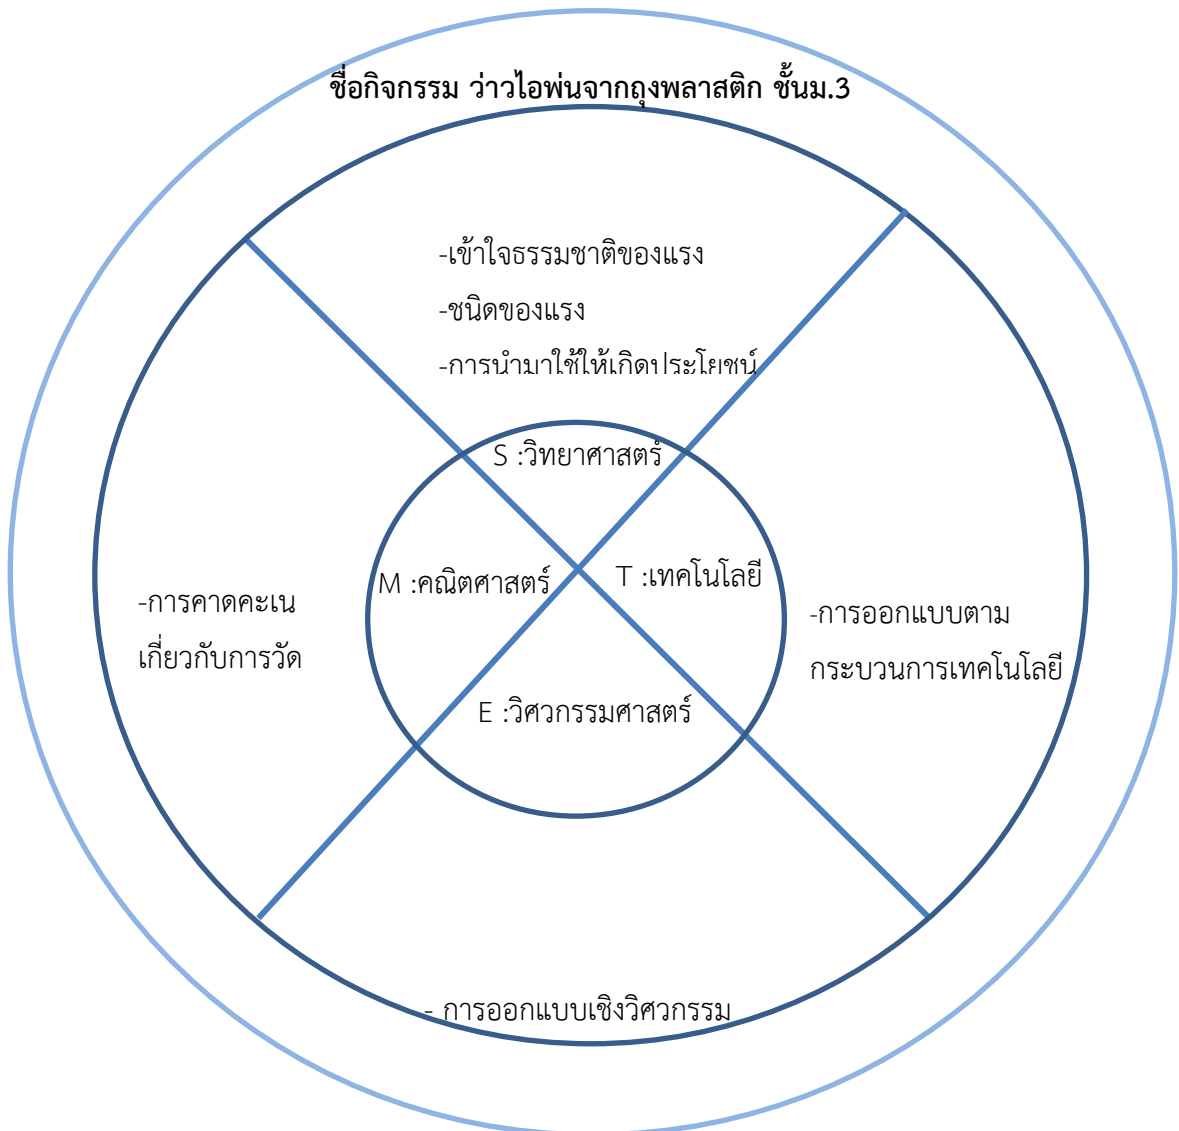 ชื่อกิจกรรม ว่าวไอพ่นจากถุงพลาสติก ชั้นม.3
-เข้าใจธรรมชาติของแรง
-ชนิดของแรง
-การนำมาใช้ให้เกิดประโยชน์
S :วิทยาศาสตร์
M :คณิตศาสตร์
T :เทคโนโลยี
-การคาดคะเน
เกี่ยวกับการวัด
-การออกแบบตาม
กระบวนการเทคโนโลยี
E :วิศวกรรมศาสตร์
- การออกแบบเชิงวิศวกรรม